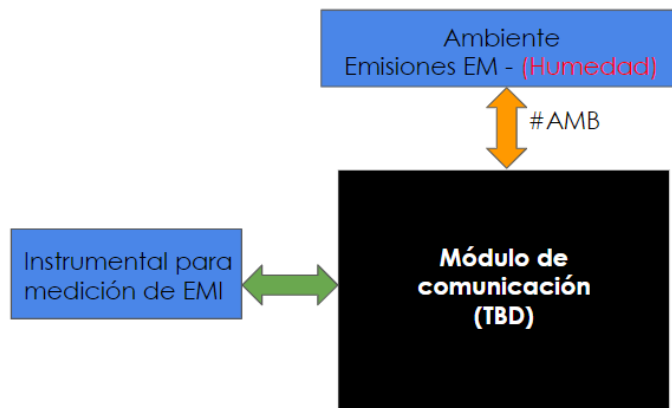 Ambiente
Emisiones EM - (Humedad)
#AMB
Instrumental para
medición de EMI
Módulo de
comunicación
(TBD)